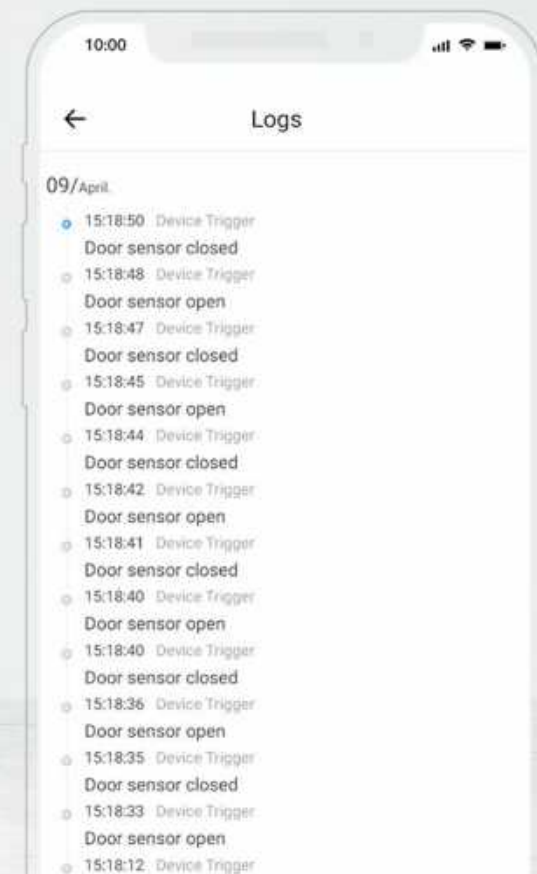 10:00
Logs
09/April.
15:18:50 Device Trigger
Door sensor closed
15:18:48 Device Trigger
Door sensor open
15:18:47 Device Trigger
Door sensor closed
15:18:45 Device Trigger
Door sensor open
15:18:44 Device Trigger
Door sensor closed
15:18:42 Device Trigger
Door sensor open
15:18:41 Device Trigger
Door sensor closed
15:18:40 Device Trigger
Door sensor open
15:18:40 Device Trigger
Door sensor closed
15:18:36 Device Trigger
Door sensor open
15:18:35 Device Trigger
Door sensor closed
15:18:33 Device Trigger
Door sensor open
15:18:12 Device Trigger